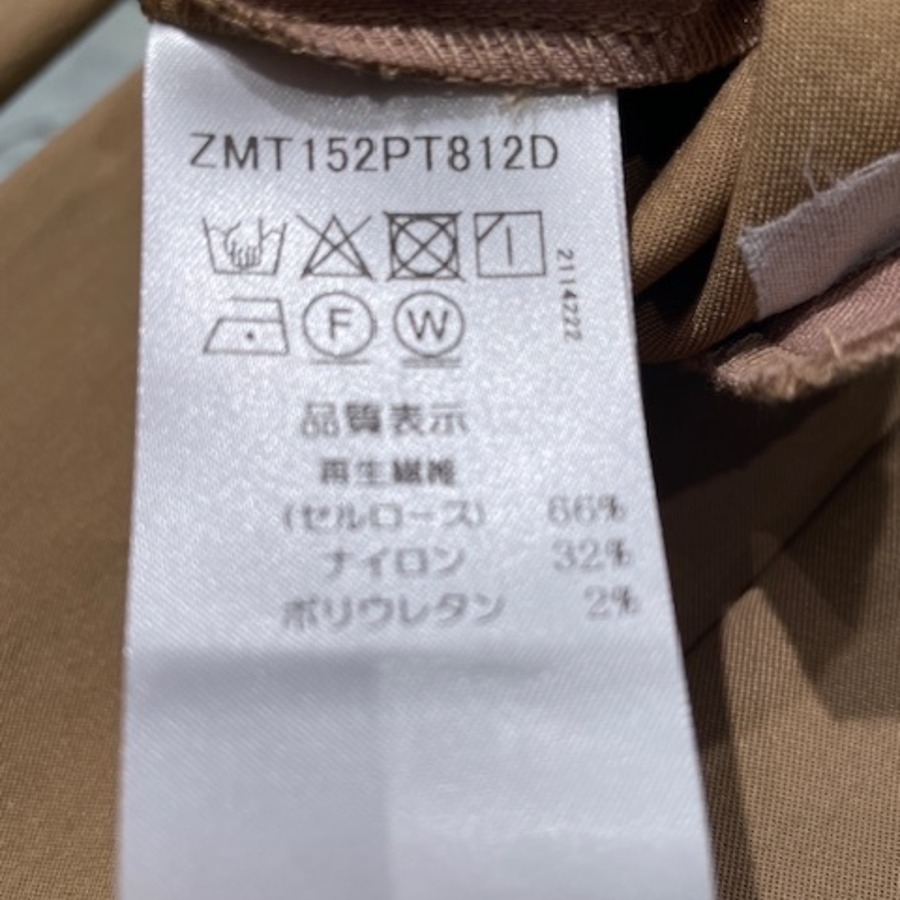 ZMT152PT812D
2114222
F W
品質表示
再生繊維
(セルロース) 66%
ナイロン 32%
ポリウレタン 2%